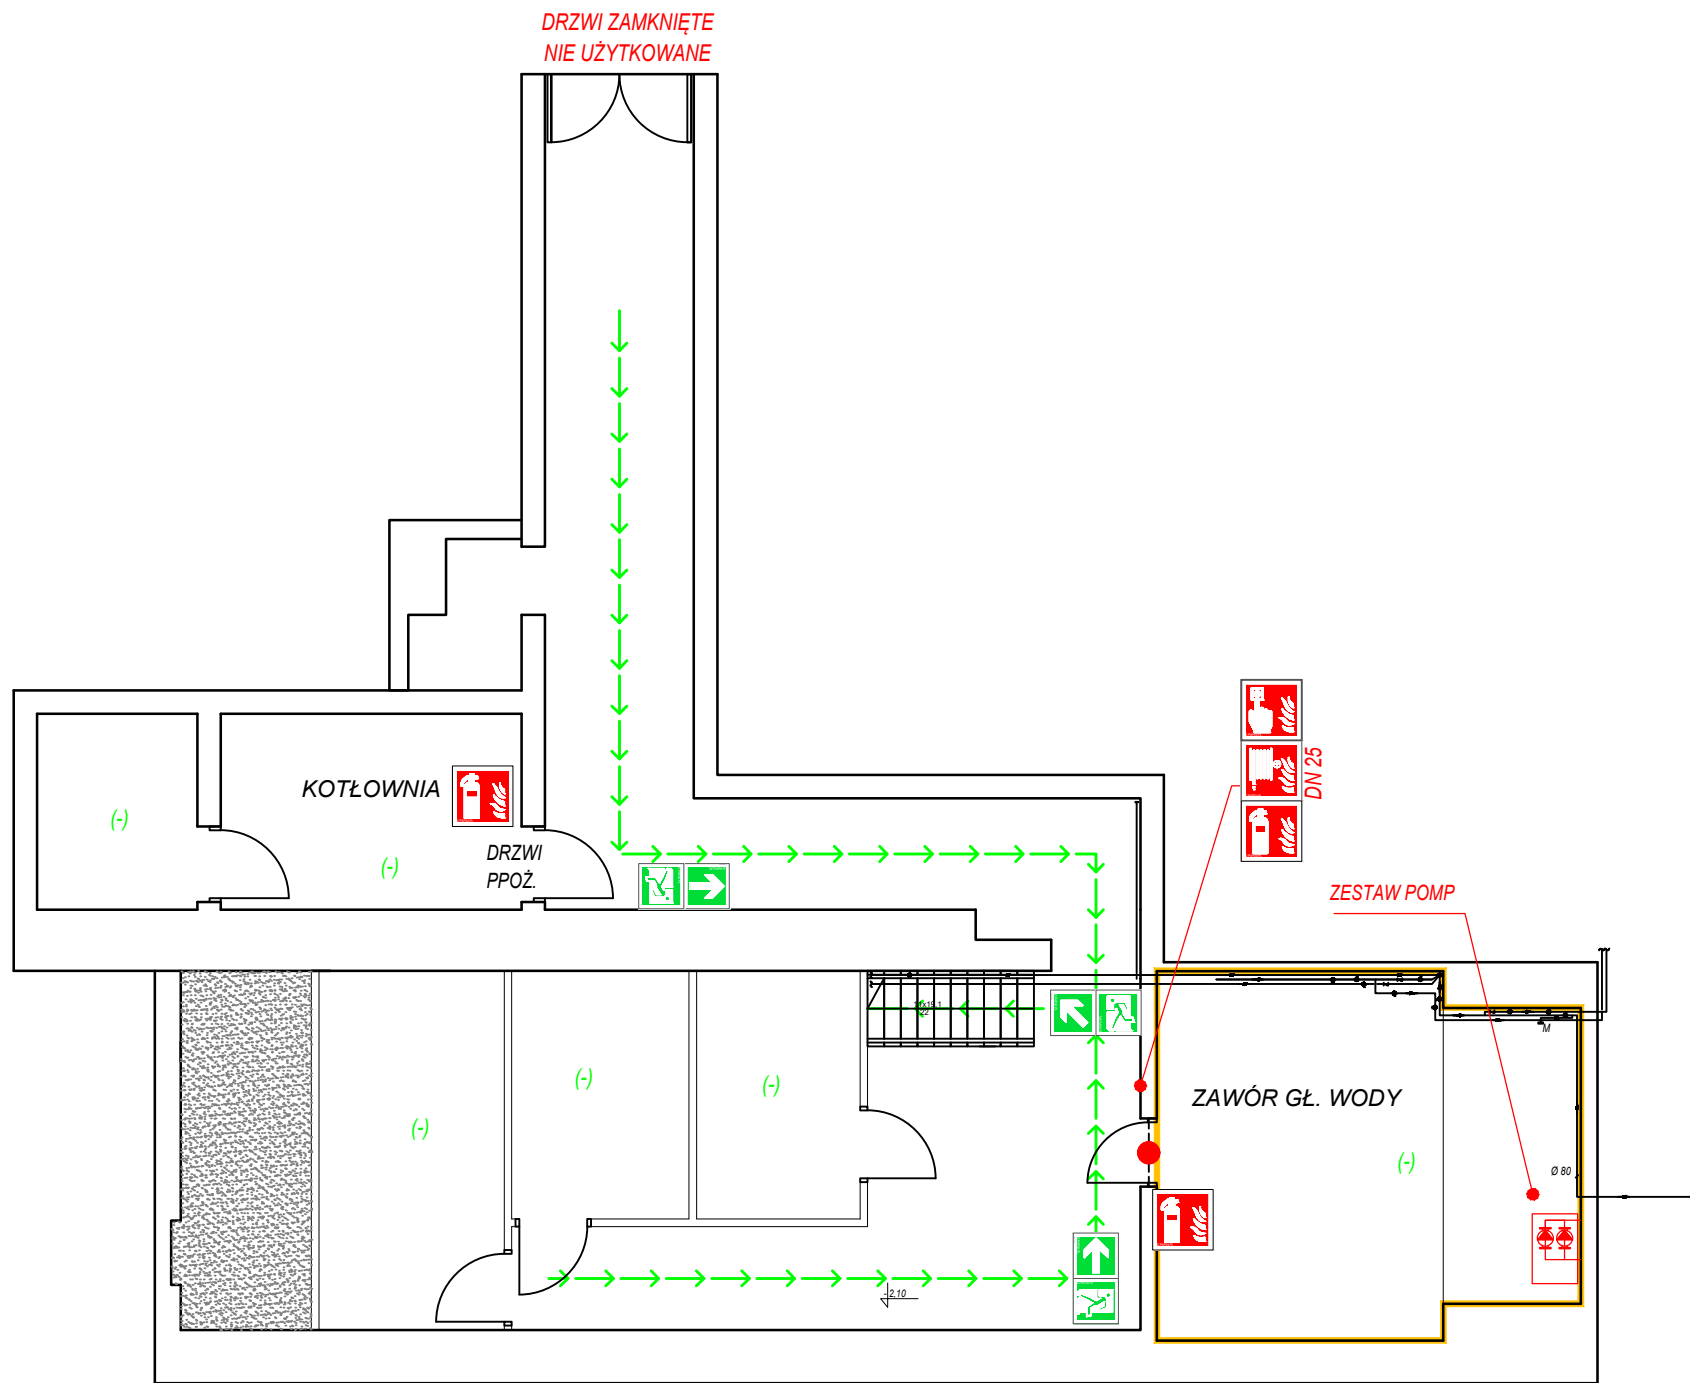 DRZWI ZAMKNIĘTE
NIE UŻYTKOWANE
KOTŁOWNIA
(-)
(-)
DRZWI
PPOŻ.
DN 25
ZESTAW POMP
M
ZAWÓR GŁ. WODY
(-)
(-)
(-)
(-)
Ø 80
-2,10